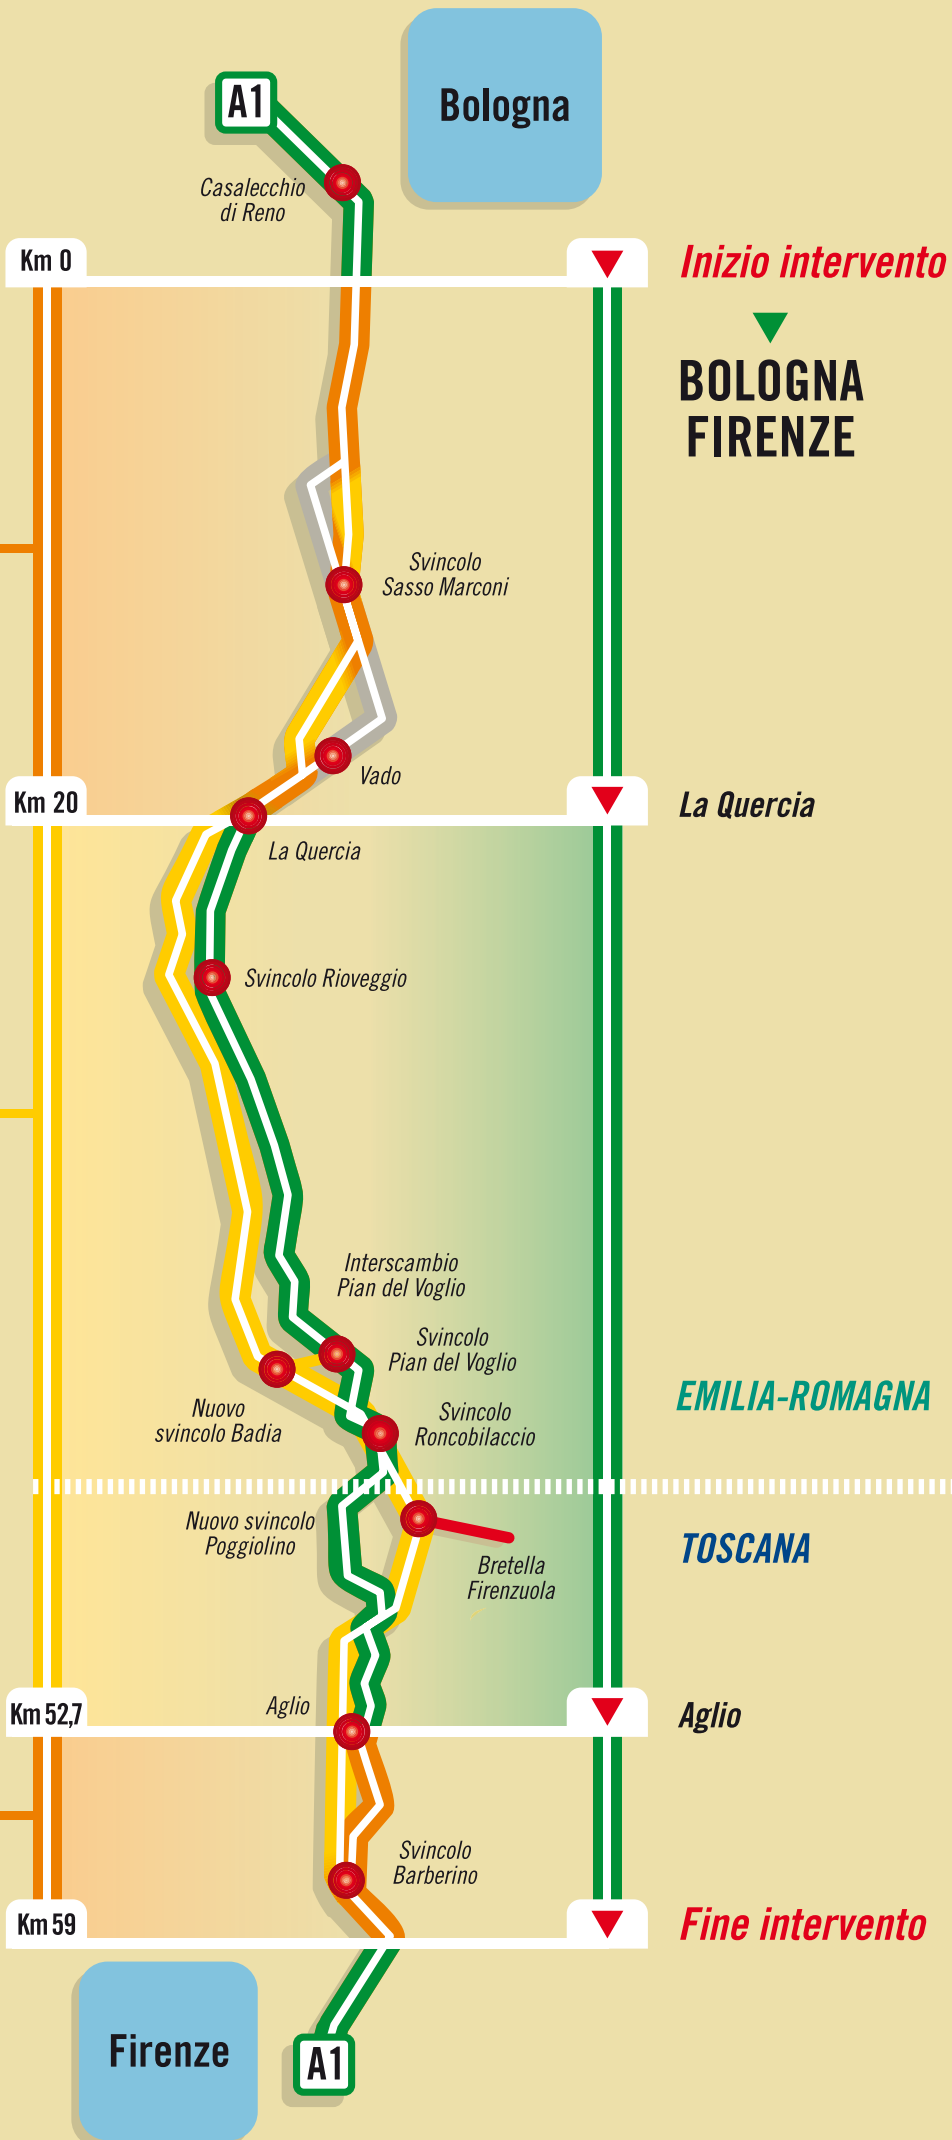 Bologna
A1
Casalecchio
di Reno
Km 0
Inizio intervento
BOLOGNA
FIRENZE
Svincolo
Sasso Marconi
Vado
Km 20
La Quercia
La Quercia
Svincolo Rioveggio
Interscambio
Pian del Voglio
Svincolo
Pian del Voglio
EMILIA-ROMAGNA
Nuovo
svincolo Badia
Svincolo
Roncobilaccio
Nuovo svincolo
Poggiolino
TOSCANA
Bretella
Firenzuola
Aglio
Km 52,7
Aglio
Svincolo
Barberino
Km 59
Fine intervento
Firenze
A1